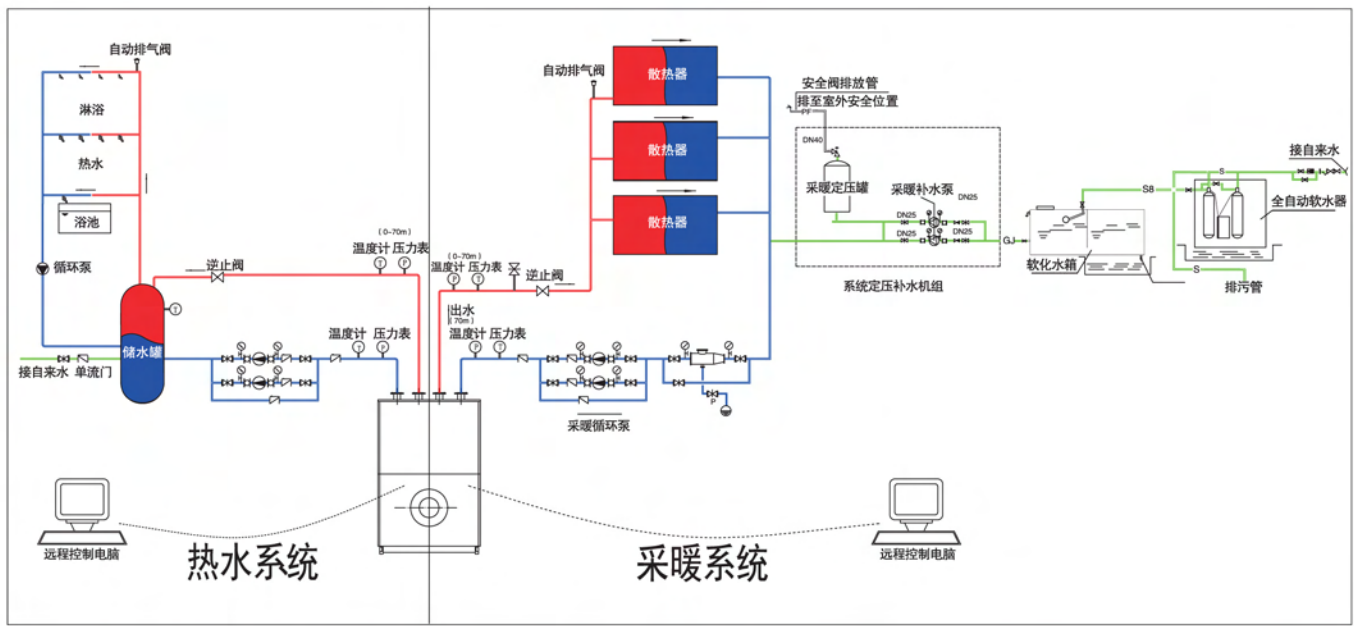 自动排气阀
淋浴
热水
浴池
循环泵
逆止阀
(0-70m)
温度计 压力表
T
P
T
储水罐
接自来水 单流门
温度计 压力表
T
P
热水系统
远程控制电脑
自动排气阀
散热器
散热器
散热器
(0-70m)
温度计 压力表
P
T
逆止阀
出水
(70m)
温度计 压力表
T
P
采暖循环泵
P
采暖系统
远程控制电脑
安全阀排放管
排至室外安全位置
PF
DN40
采暖定压罐
采暖补水泵
DN25
DN25
DN25
DN25
DN25
系统定压补水机组
GJ
S8
软化水箱
S
接自来水
全自动软水器
S
排污管